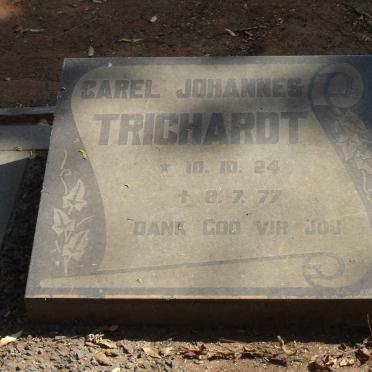 CAREL JOHANNES
TRICHARDT
* 10.10.24
† 8.7.77
DANK GOD VIR JOU